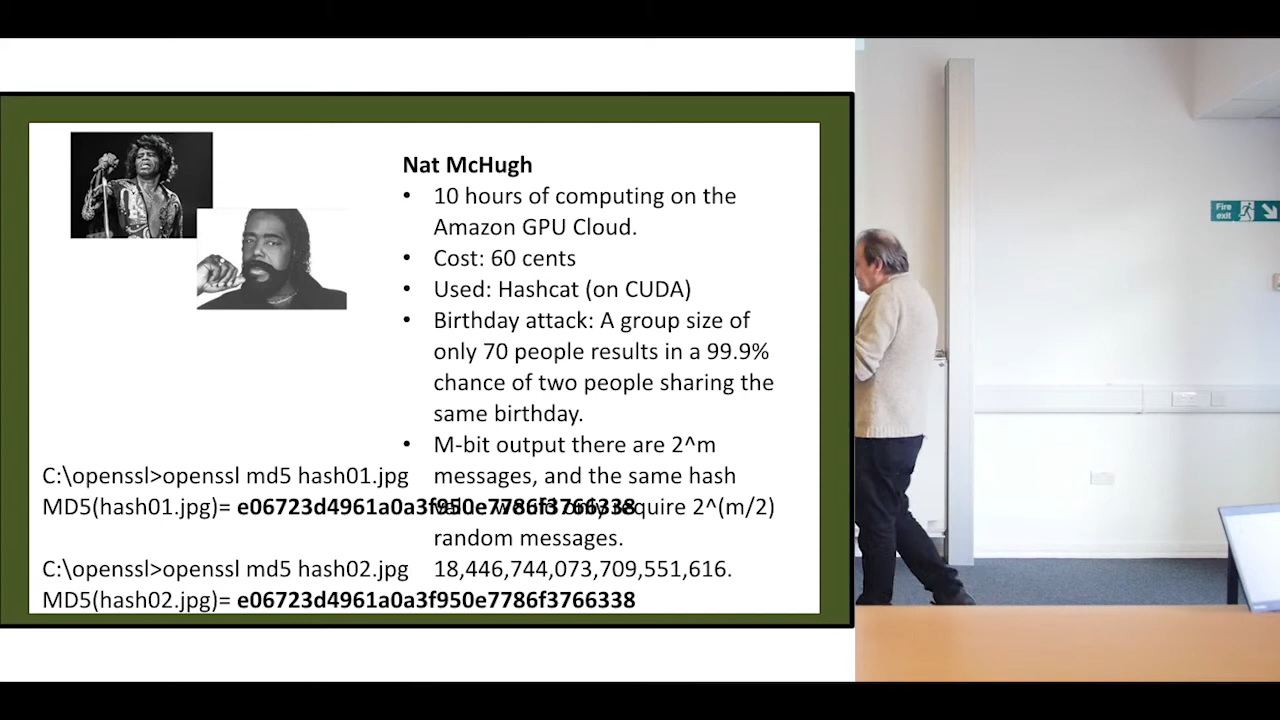 Nat McHugh
• 10 hours of computing on the
Amazon GPU Cloud.
• Cost: 60 cents
• Used: Hashcat (on CUDA)
• Birthday attack: A group size of
only 70 people results in a 99.9%
chance of two people sharing the
same birthday.
• M-bit output there are 2^m
messages, and the same hash
require 2^(m/2)
random messages.
18,446,744,073,709,551,616.
C:\openssl>openssl md5 hash01.jpg
MD5(hash01.jpg)= e06723d4961a0a3f950e7786f3766338
C:\openssl>openssl md5 hash02.jpg
MD5(hash02.jpg)= e06723d4961a0a3f950e7786f3766338
Fire
exit